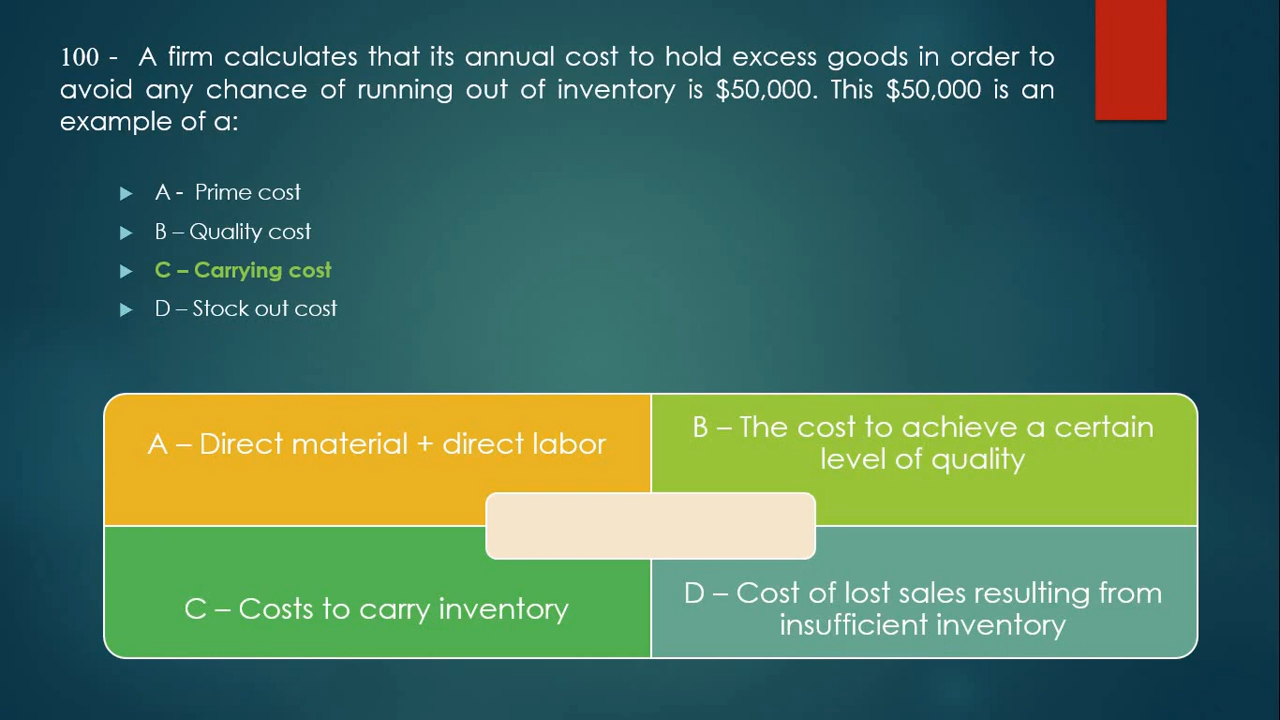 100 - A firm calculates that its annual cost to hold excess goods in order to
avoid any chance of running out of inventory is $50,000. This $50,000 is an
example of a:
A - Prime cost
B – Quality cost
C – Carrying cost
D – Stock out cost
A – Direct material + direct labor
B – The cost to achieve a certain
level of quality
C – Costs to carry inventory
D – Cost of lost sales resulting from
insufficient inventory